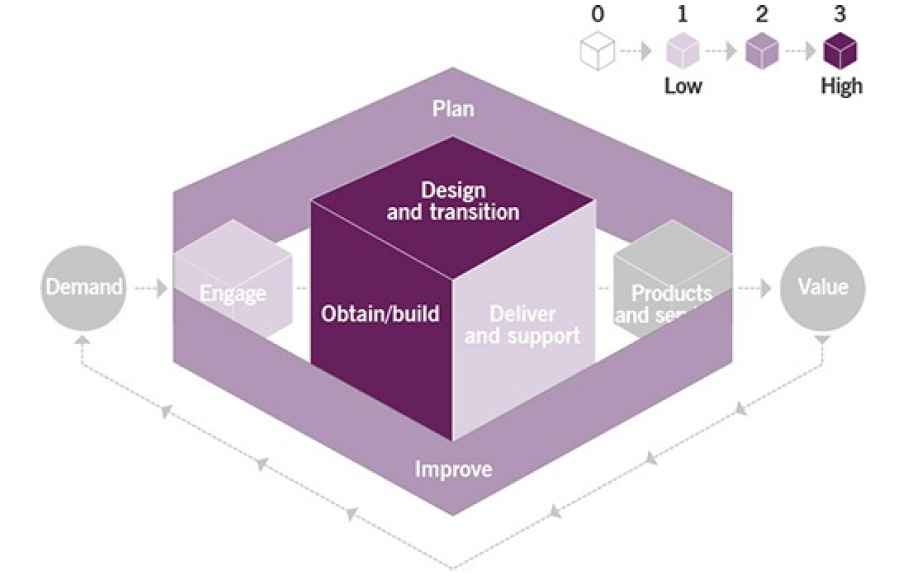 0 1 2 3
Low High
Plan
Design
and transition
Demand
Engage
Obtain/build
Deliver
and support
Products
and
Value
Improve